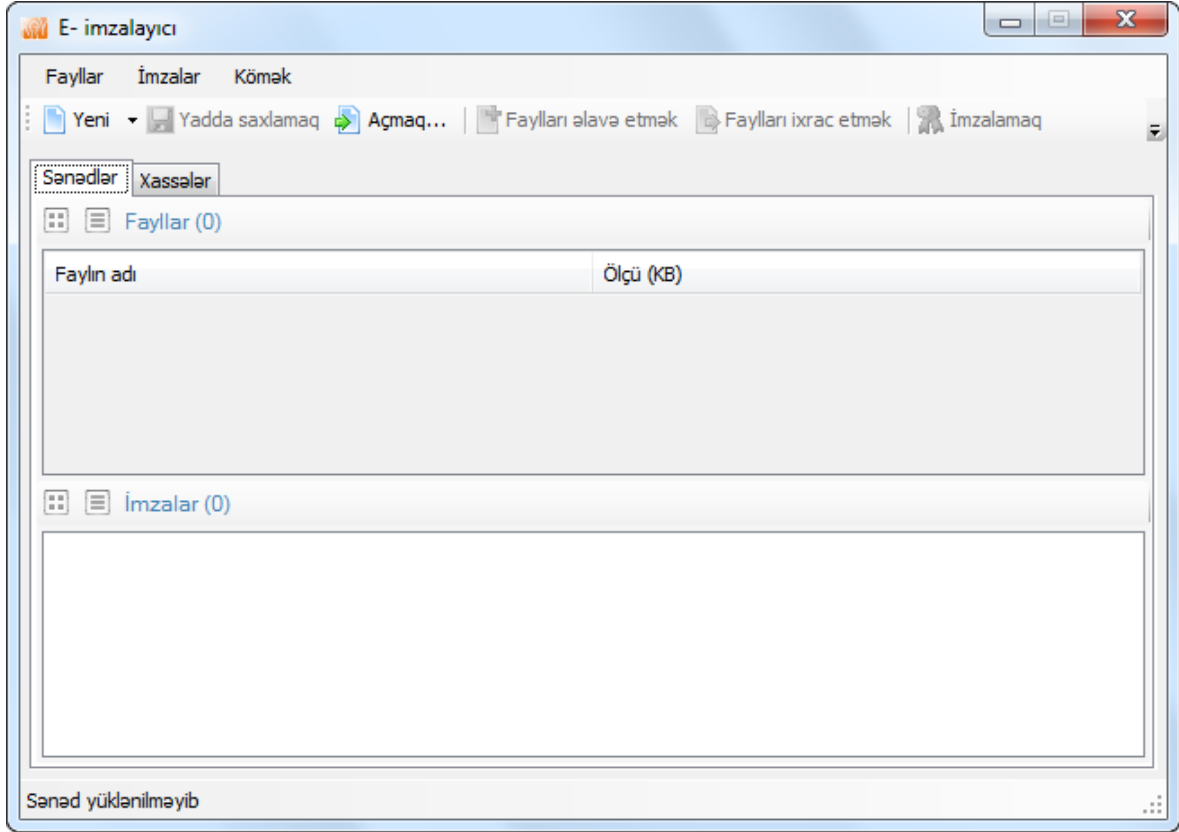 E- imzalayıcı
Fayllar İmzalar Kömək
Yeni Yadda saxlamaq Açmaq... Faylları əlavə etmək Faylları ixrac etmək İmzalamaq
Sənədlər Xassələr
Fayllar (0)
Faylın adı Ölçü (KB)
İmzalar (0)
Sənəd yüklənilməyib